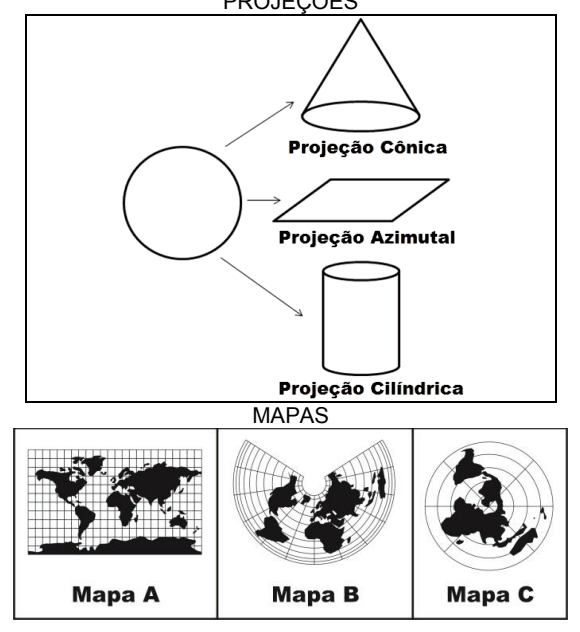 PROJEÇÕES
Projeção Cônica
Projeção Azimutal
Projeção Cilíndrica
MAPAS
Mapa A
Mapa B
Mapa C